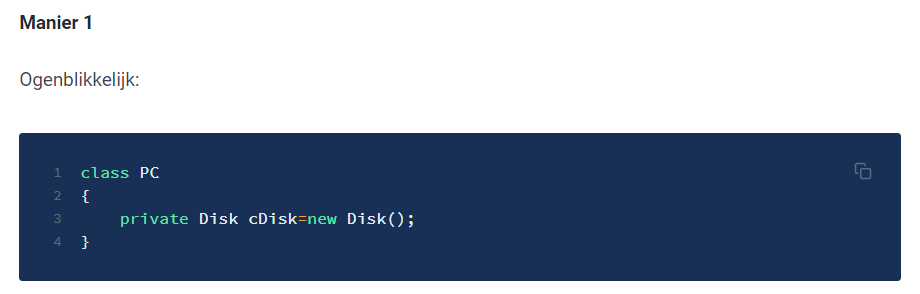 Manier 1
Ogenblikkelijk:
1 class PC
2 {
3     private Disk cDisk=new Disk();
4 }